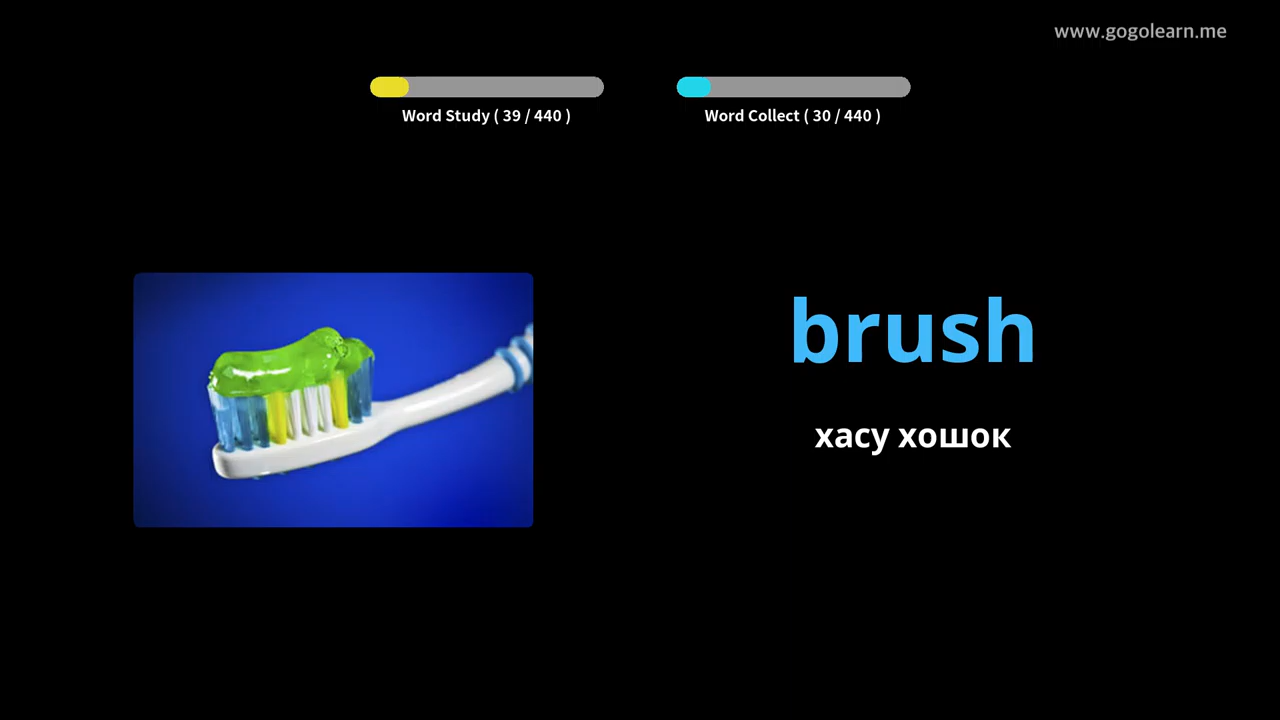 www.gogolearn.me
Word Study ( 39 / 440 )
Word Collect ( 30 / 440 )
brush
хасу хошок